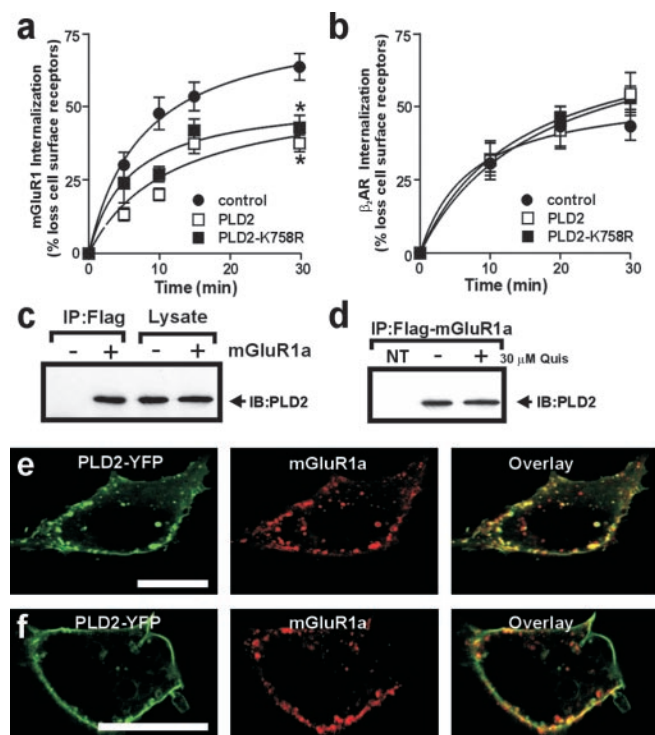 a
mGluR1 Internalization
(% loss cell surface receptors)
75
50
25
0
0
10
20
30
Time (min)
*
*
control
PLD2
PLD2-K758R
b
β2AR Internalization
(% loss cell surface receptors)
75
50
25
0
0
10
20
30
Time (min)
control
PLD2
PLD2-K758R
c
IP:Flag Lysate
- + - + mGluR1a
IB:PLD2
d
IP:Flag-mGluR1a
NT - + 30 µM Quis
IB:PLD2
e
PLD2-YFP mGluR1a Overlay
f
PLD2-YFP mGluR1a Overlay